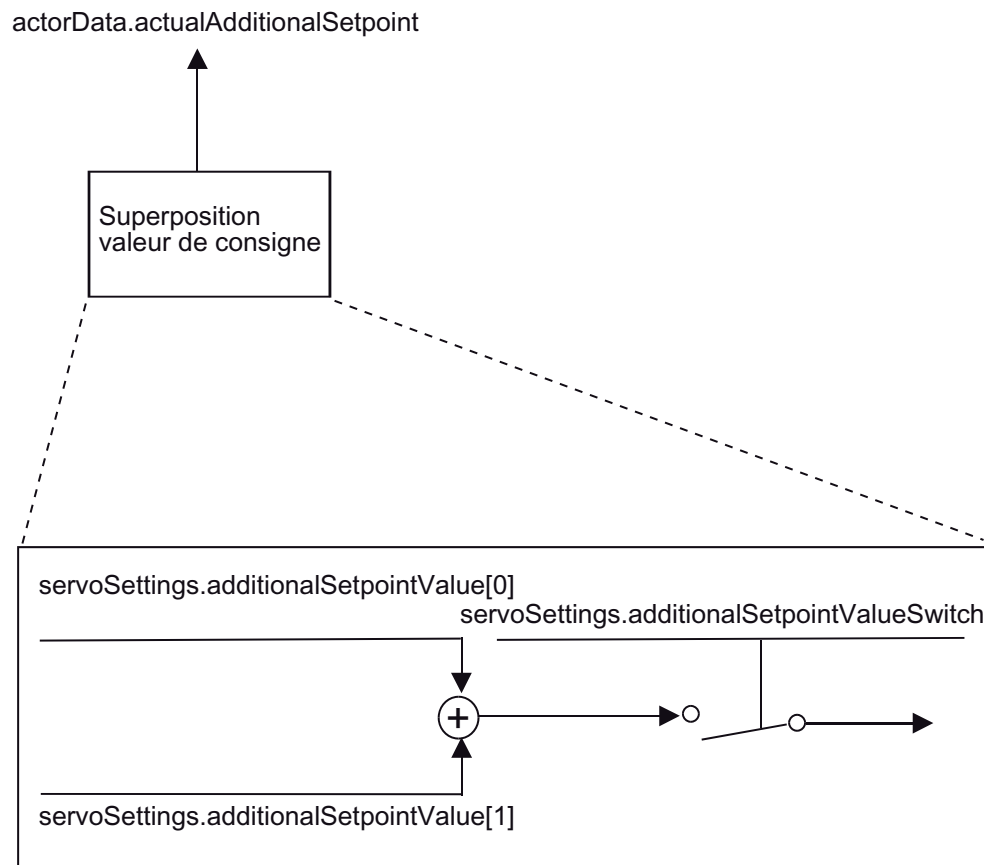 actorData.actualAdditionalSetpoint
Superposition
valeur de consigne
servoSettings.additionalSetpointValue[0]
servoSettings.additionalSetpointValueSwitch
+
servoSettings.additionalSetpointValue[1]